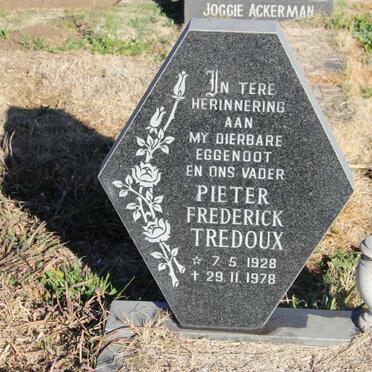 JOGGIE ACKERMAN
IN TERE
HERINNERING
AAN
MY DIERBARE
EGGENOOT
EN ONS VADER
PIETER
FREDERICK
TREDOUX
☆ 7. 5. 1928
✝ 29. 11. 1978